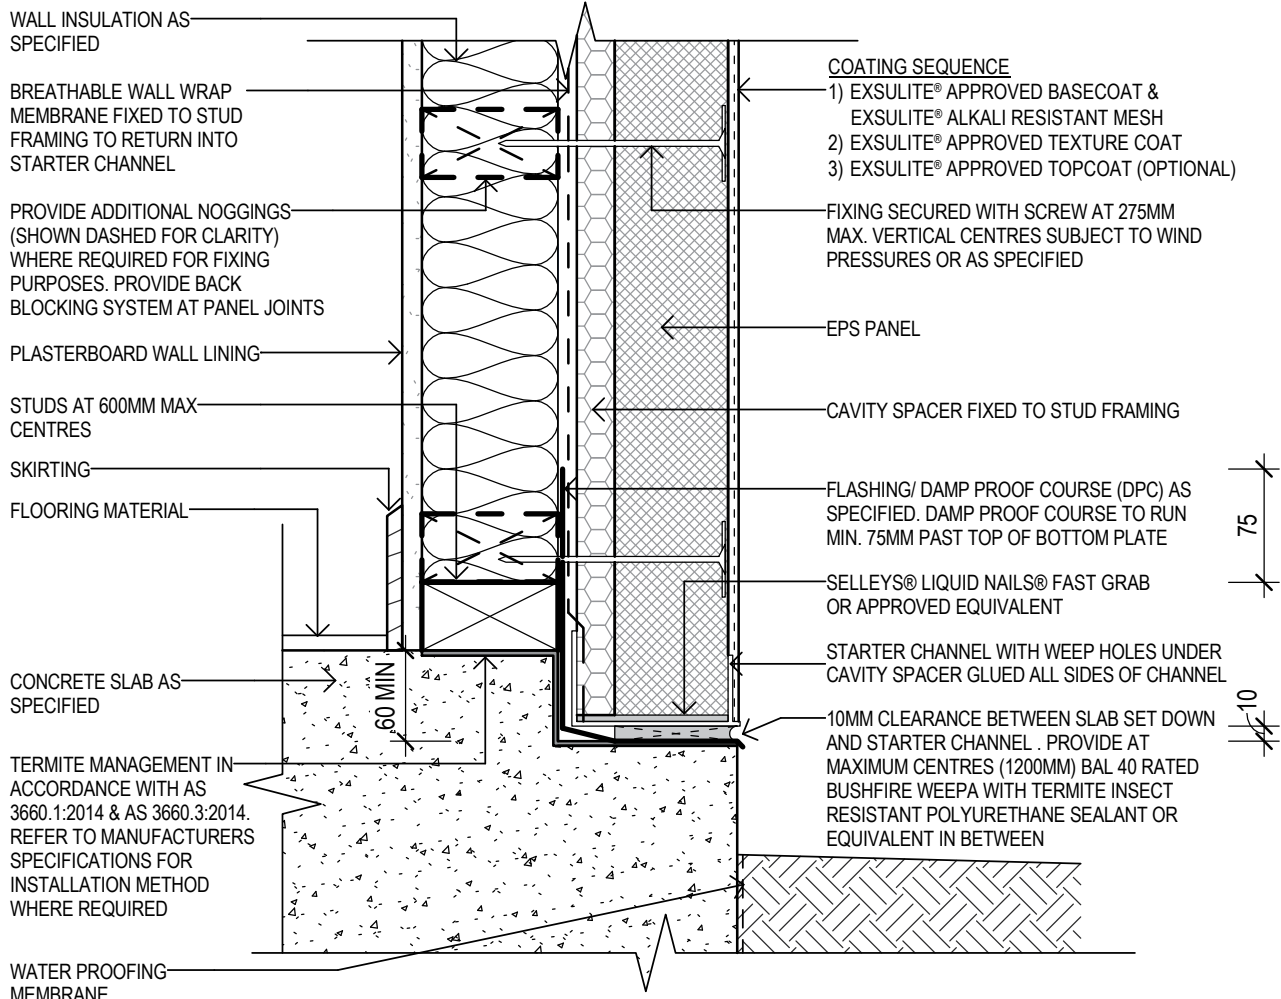 WALL INSULATION AS
SPECIFIED
BREATHABLE WALL WRAP
MEMBRANE FIXED TO STUD
FRAMING TO RETURN INTO
STARTER CHANNEL
PROVIDE ADDITIONAL NOGGINGS
(SHOWN DASHED FOR CLARITY)
WHERE REQUIRED FOR FIXING
PURPOSES. PROVIDE BACK
BLOCKING SYSTEM AT PANEL JOINTS
PLASTERBOARD WALL LINING
STUDS AT 600MM MAX
CENTRES
SKIRTING
FLOORING MATERIAL
CONCRETE SLAB AS
SPECIFIED
60 MIN
TERMITE MANAGEMENT IN
ACCORDANCE WITH AS
3660.1:2014 & AS 3660.3:2014.
REFER TO MANUFACTURERS
SPECIFICATIONS FOR
INSTALLATION METHOD
WHERE REQUIRED
WATER PROOFING
MEMBRANE
COATING SEQUENCE
1) EXSULITE® APPROVED BASECOAT &
EXSULITE® ALKALI RESISTANT MESH
2) EXSULITE® APPROVED TEXTURE COAT
3) EXSULITE® APPROVED TOPCOAT (OPTIONAL)
FIXING SECURED WITH SCREW AT 275MM
MAX. VERTICAL CENTRES SUBJECT TO WIND
PRESSURES OR AS SPECIFIED
EPS PANEL
CAVITY SPACER FIXED TO STUD FRAMING
FLASHING/ DAMP PROOF COURSE (DPC) AS
SPECIFIED. DAMP PROOF COURSE TO RUN
MIN. 75MM PAST TOP OF BOTTOM PLATE
75
SELLEYS® LIQUID NAILS® FAST GRAB
OR APPROVED EQUIVALENT
STARTER CHANNEL WITH WEEP HOLES UNDER
CAVITY SPACER GLUED ALL SIDES OF CHANNEL
10
10MM CLEARANCE BETWEEN SLAB SET DOWN
AND STARTER CHANNEL . PROVIDE AT
MAXIMUM CENTRES (1200MM) BAL 40 RATED
BUSHFIRE WEEPA WITH TERMITE INSECT
RESISTANT POLYURETHANE SEALANT OR
EQUIVALENT IN BETWEEN